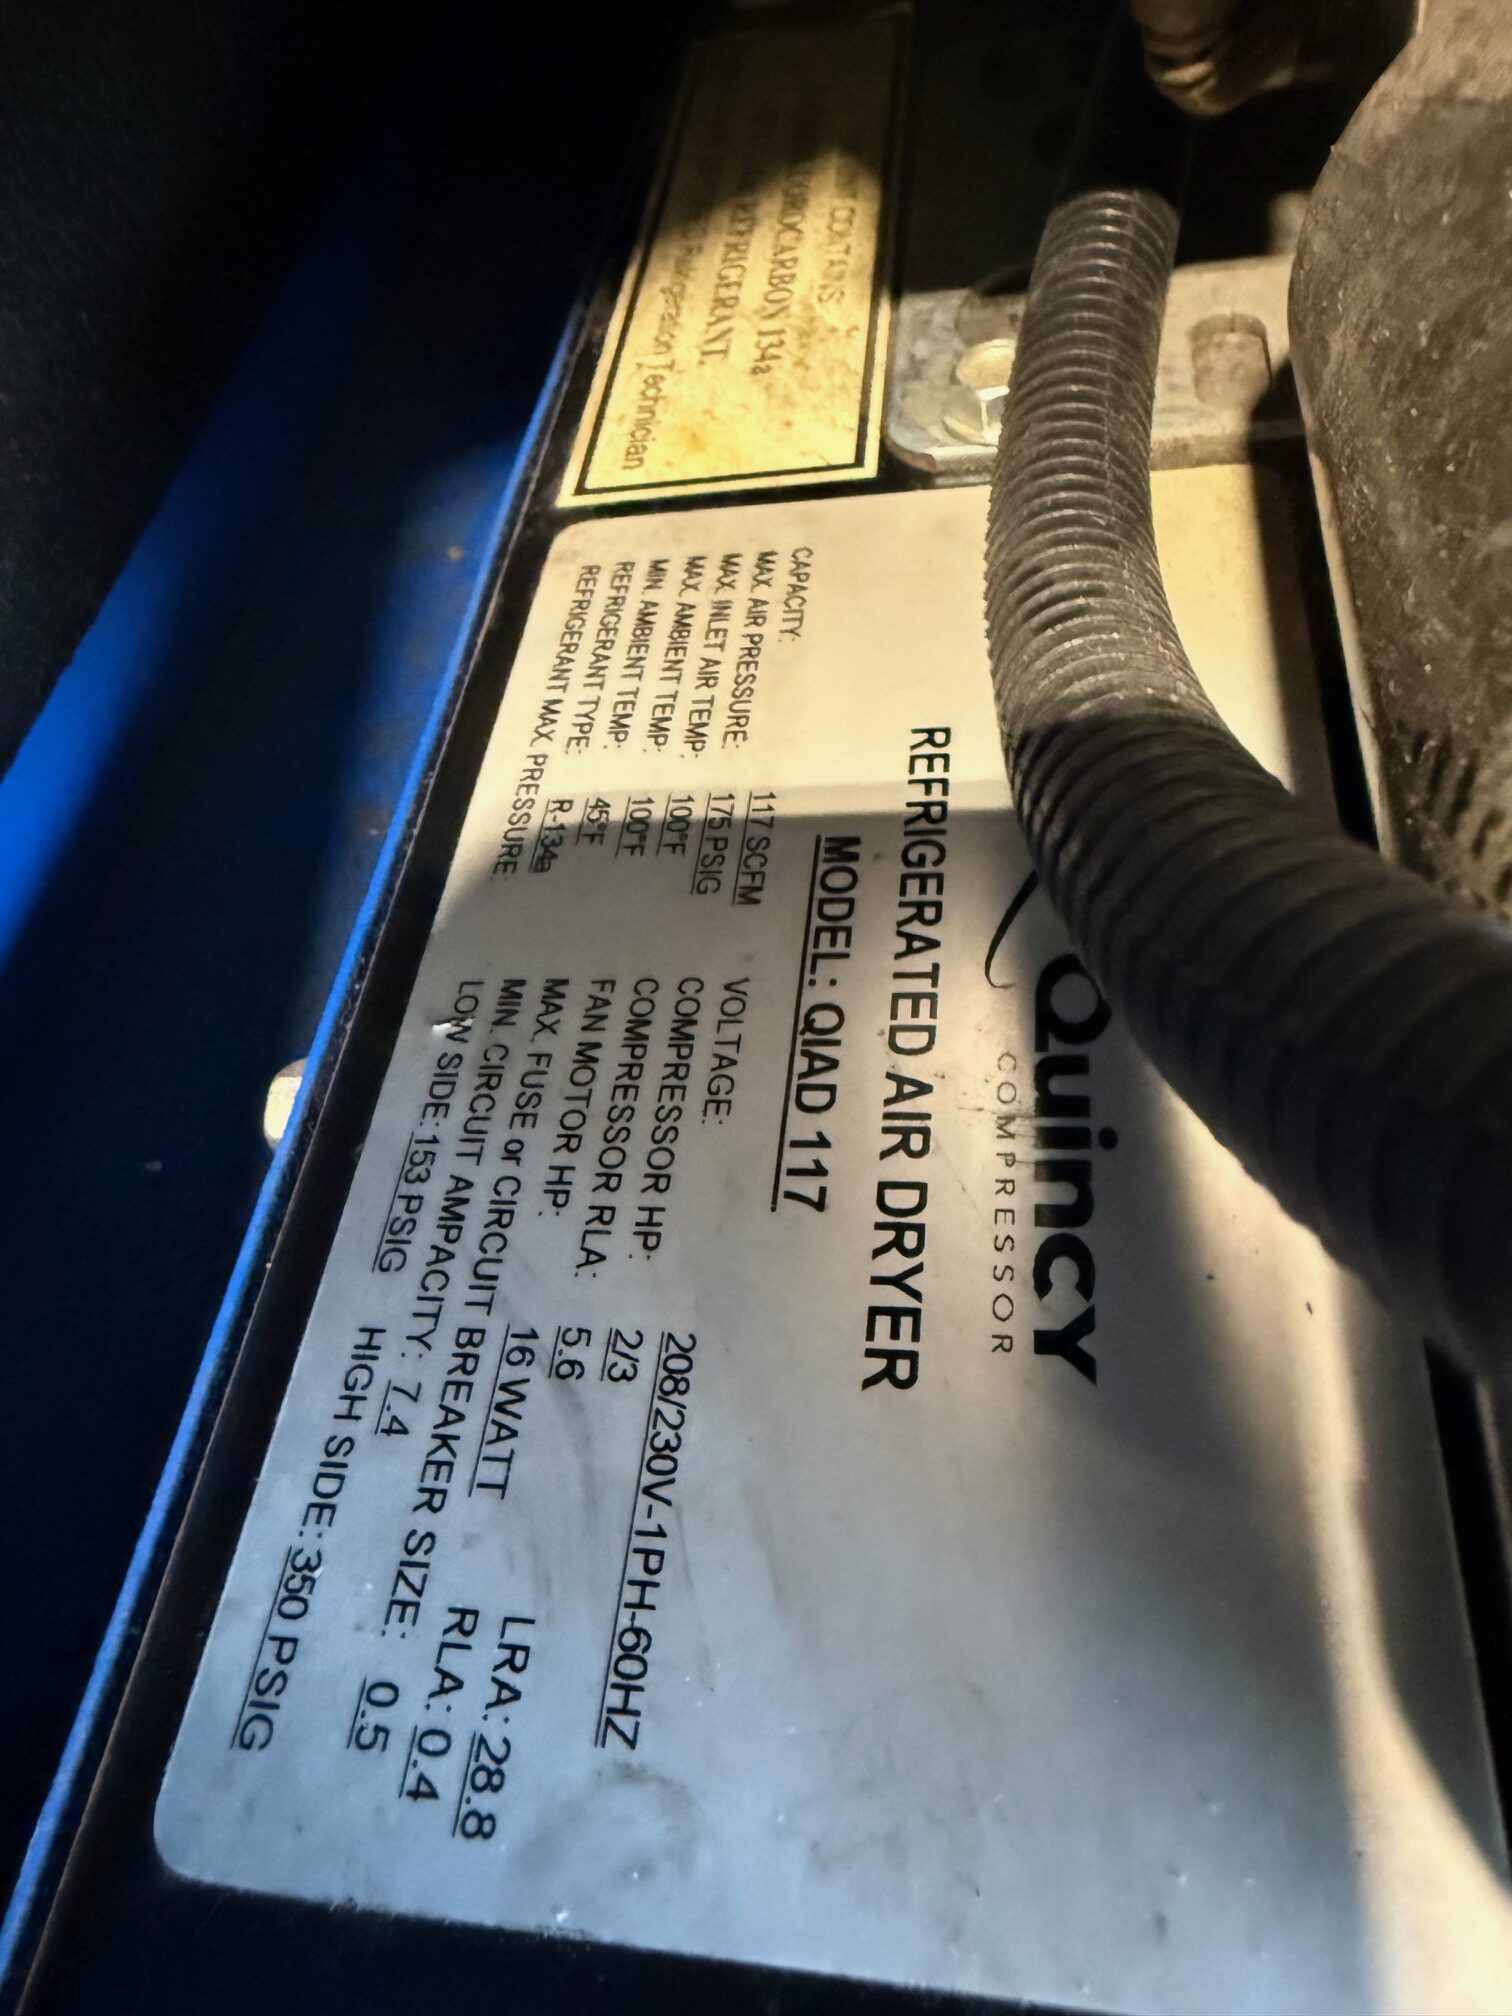 CONTAINS
134a
REFRIGERANT.
Refrigeration Technician
Quincy
COMPRESSOR
REFRIGERATED AIR DRYER
MODEL: QIAD 117
CAPACITY: 117 SCFM VOLTAGE: 208/230V-1PH-60HZ
MAX. AIR PRESSURE: 175 PSIG COMPRESSOR HP: 2/3
MAX. INLET AIR TEMP: 100°F COMPRESSOR RLA: 5.6 LRA: 28.8
MAX. AMBIENT TEMP: 100°F FAN MOTOR HP: 16 WATT RLA: 0.4
MIN. AMBIENT TEMP: 45°F MAX. FUSE or CIRCUIT BREAKER SIZE: 0.5
REFRIGERANT TYPE: R-134a MIN. CIRCUIT AMPACITY: 7.4
REFRIGERANT MAX. PRESSURE: LOW SIDE: 153 PSIG HIGH SIDE: 350 PSIG